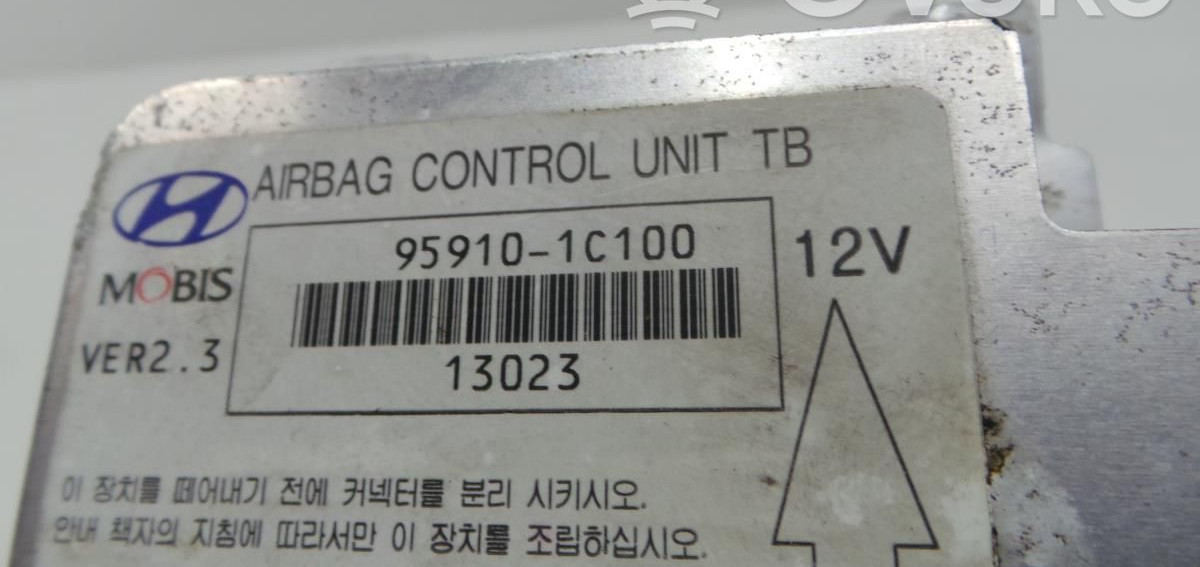 AIRBAG CONTROL UNIT TB
95910-1C100
12V
MOBIS
VER2.3
13023
이 장치를 떼어내기 전에 커넥터를 분리 시키시오.
안내 책자의 지침에 따라서만 이 장치를 조립하십시오.